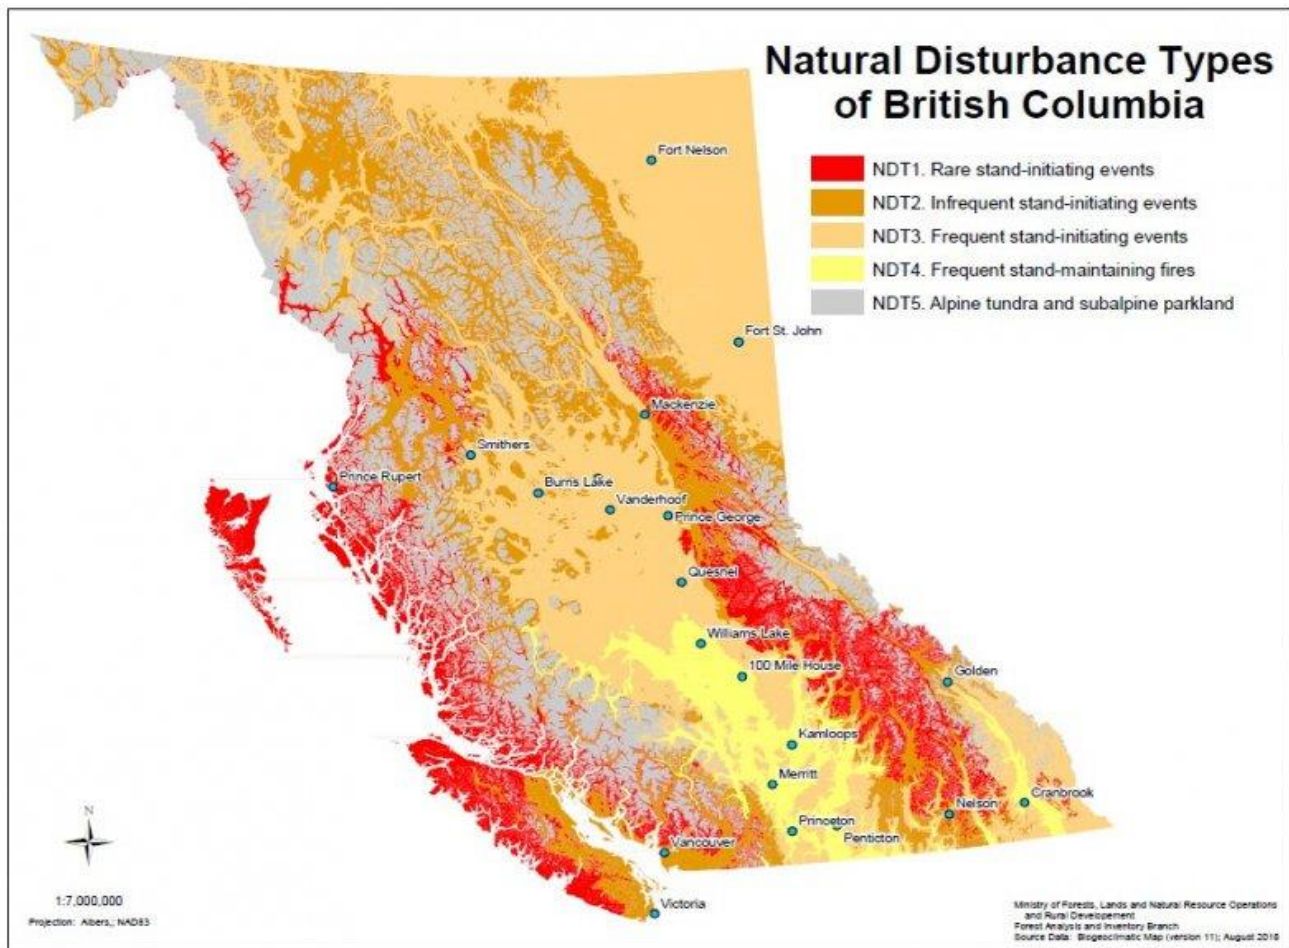 Natural Disturbance Types
of British Columbia
NDT1. Rare stand-initiating events
NDT2. Infrequent stand-initiating events
NDT3. Frequent stand-initiating events
NDT4. Frequent stand-maintaining fires
NDT5. Alpine tundra and subalpine parkland
Fort Nelson
Fort St. John
Mackenzie
Smithers
Prince Rupert
Burns Lake
Vanderhoof
Prince George
Quesnel
Williams Lake
100 Mile House
Golden
Kamloops
Merritt
Cranbrook
Nelson
Princeton
Penticton
Vancouver
Victoria
N
1:7,000,000
Projection: Albers,; NAD83
Ministry of Forests, Lands and Natural Resource Operations
and Rural Developement
Forest Analysis and Inventory Branch
Source Data: Biogeoclimatic Map (version 11); August 2018